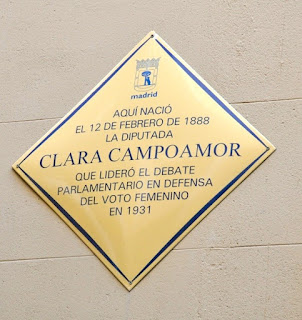 madrid
AQUÍ NACIÓ
EL 12 DE FEBRERO DE 1888
LA DIPUTADA
CLARA CAMPOAMOR
QUE LIDERÓ EL DEBATE
PARLAMENTARIO EN DEFENSA
DEL VOTO FEMENINO
EN 1931